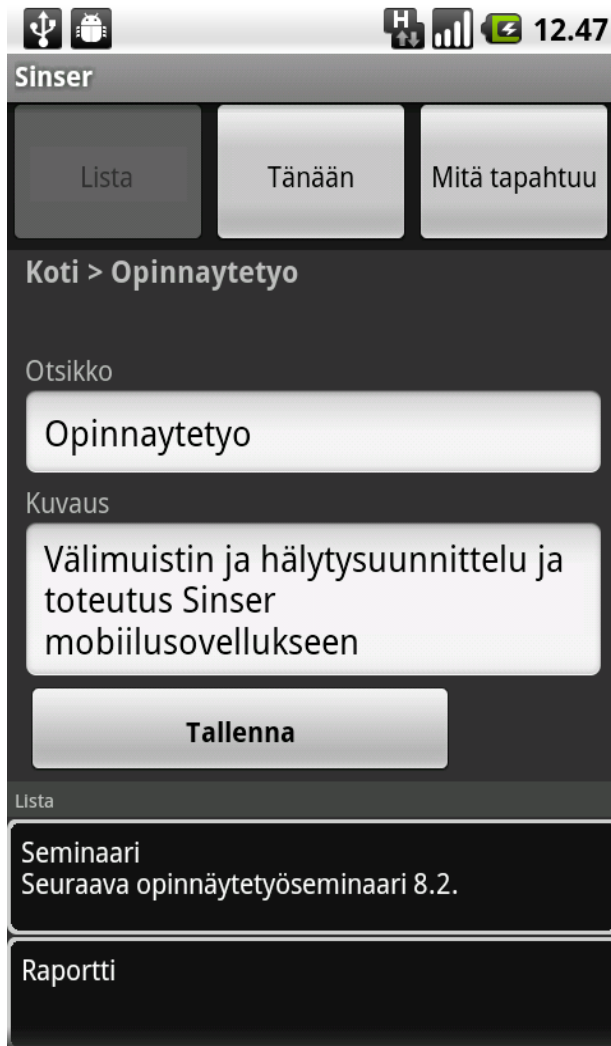 H 12.47
Sinser
Lista Tänään Mitä tapahtuu
Koti > Opinnaytetyo
Otsikko
Opinnaytetyo
Kuvaus
Välimuistin ja hälytysuunnittelu ja
toteutus Sinser
mobiilusovellukseen
Tallenna
Lista
Seminaari
Seuraava opinnäytetyöseminaari 8.2.
Raportti